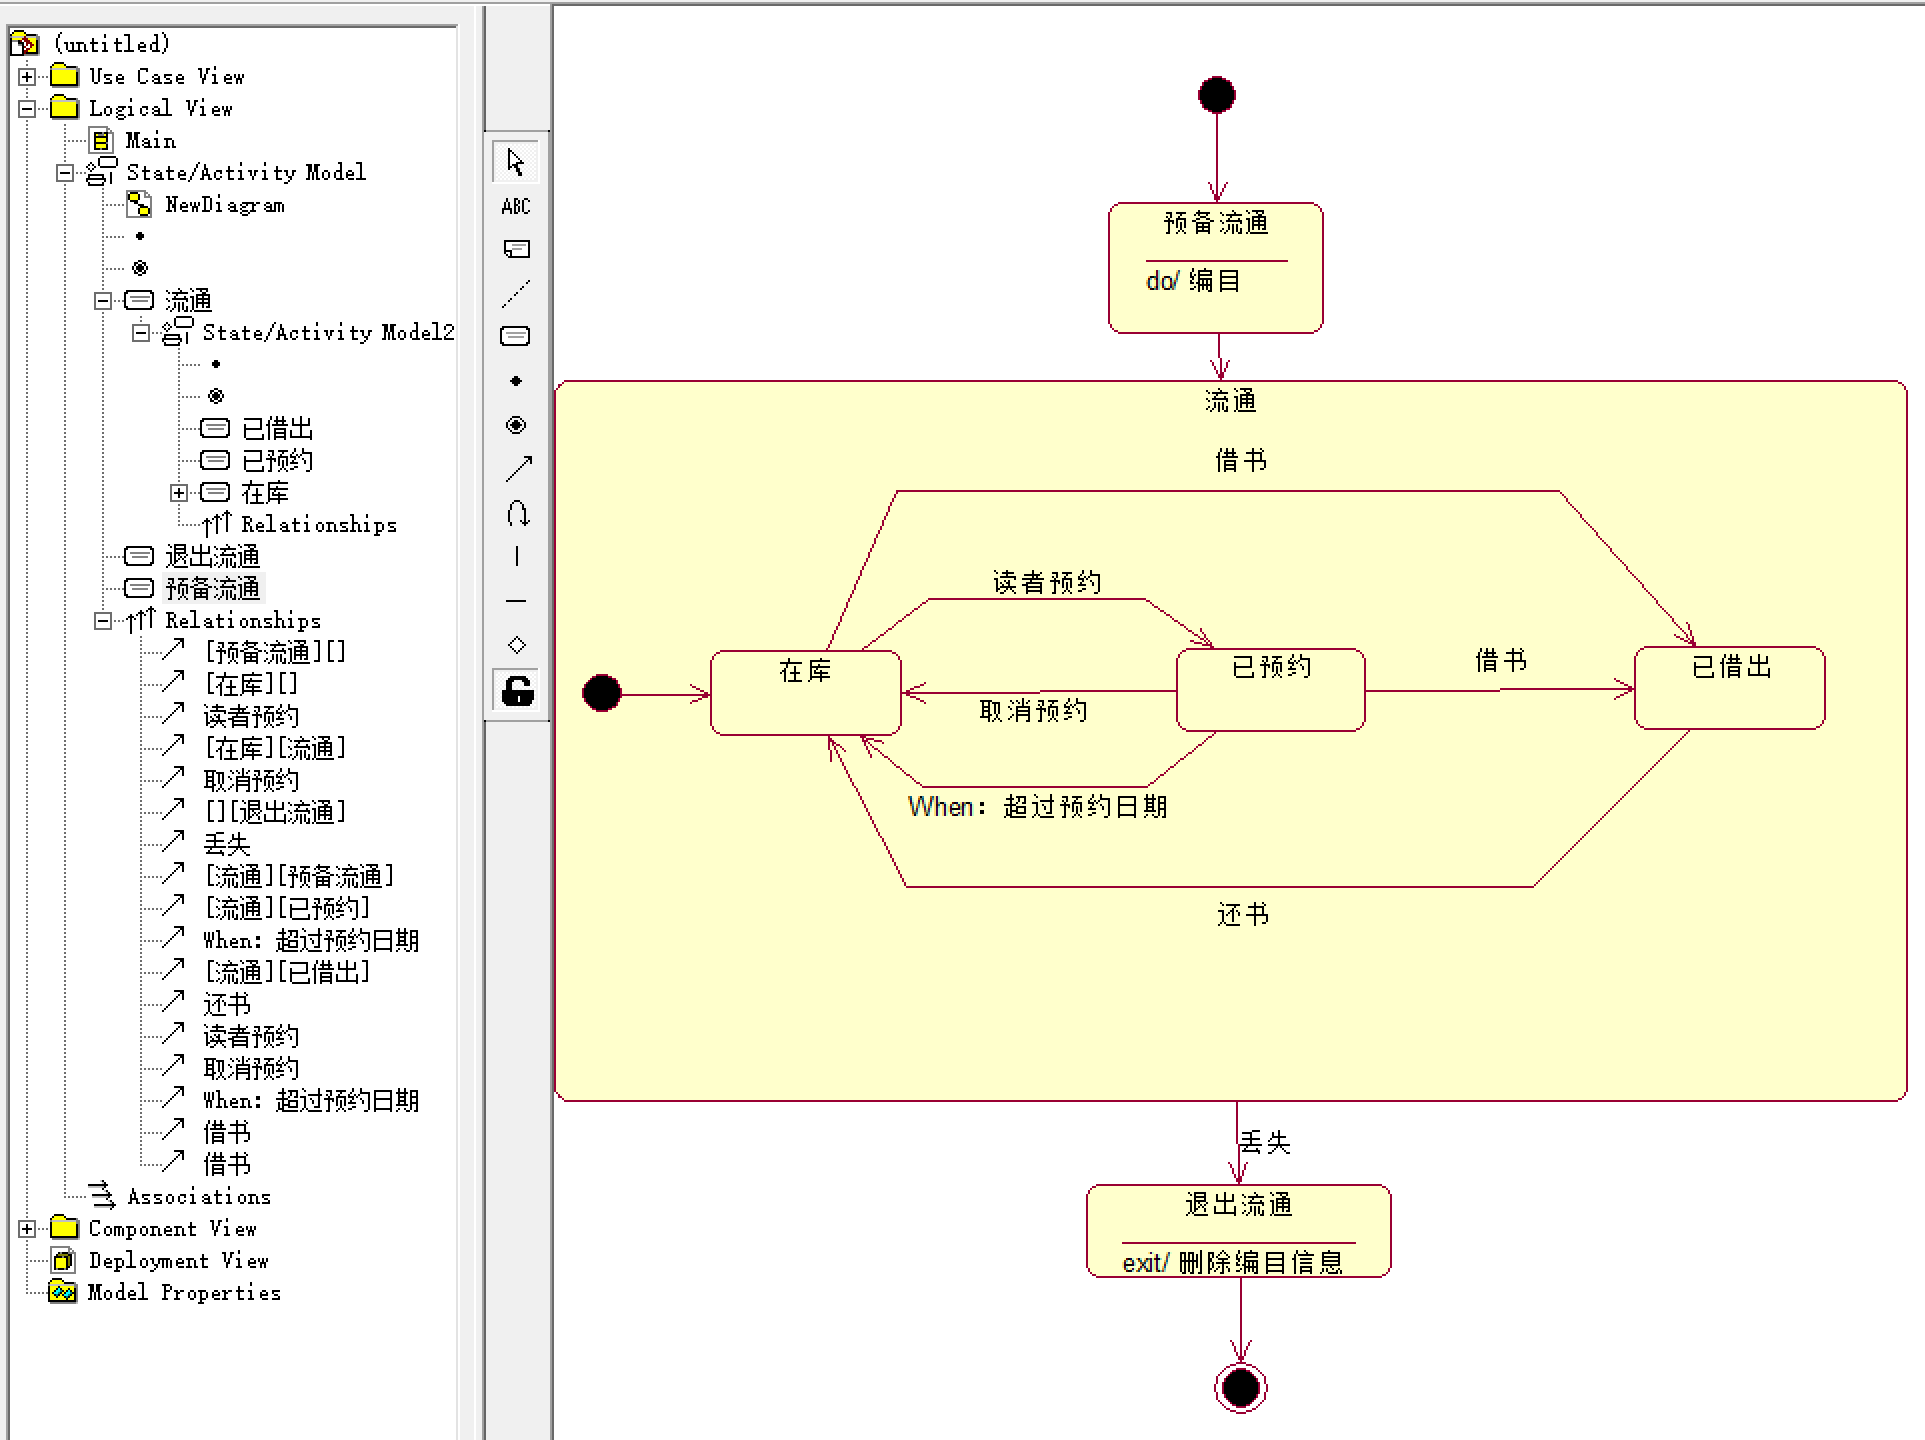 (untitled)
Use Case View
Logical View
Main
State/Activity Model
NewDiagram
流通
State/Activity Model2
已借出
已预约
在库
Relationships
退出流通
预备流通
Relationships
[预备流通][]
[在库][]
读者预约
[在库][流通]
取消预约
[][退出流通]
丢失
[流通][预备流通]
[流通][已预约]
When: 超过预约日期
[流通][已借出]
还书
读者预约
取消预约
When: 超过预约日期
借书
借书
Associations
Component View
Deployment View
Model Properties
ABC
预备流通
do/ 编目
流通
借书
读者预约
在库
已预约
借书
已借出
取消预约
When: 超过预约日期
还书
丢失
退出流通
exit/ 删除编目信息